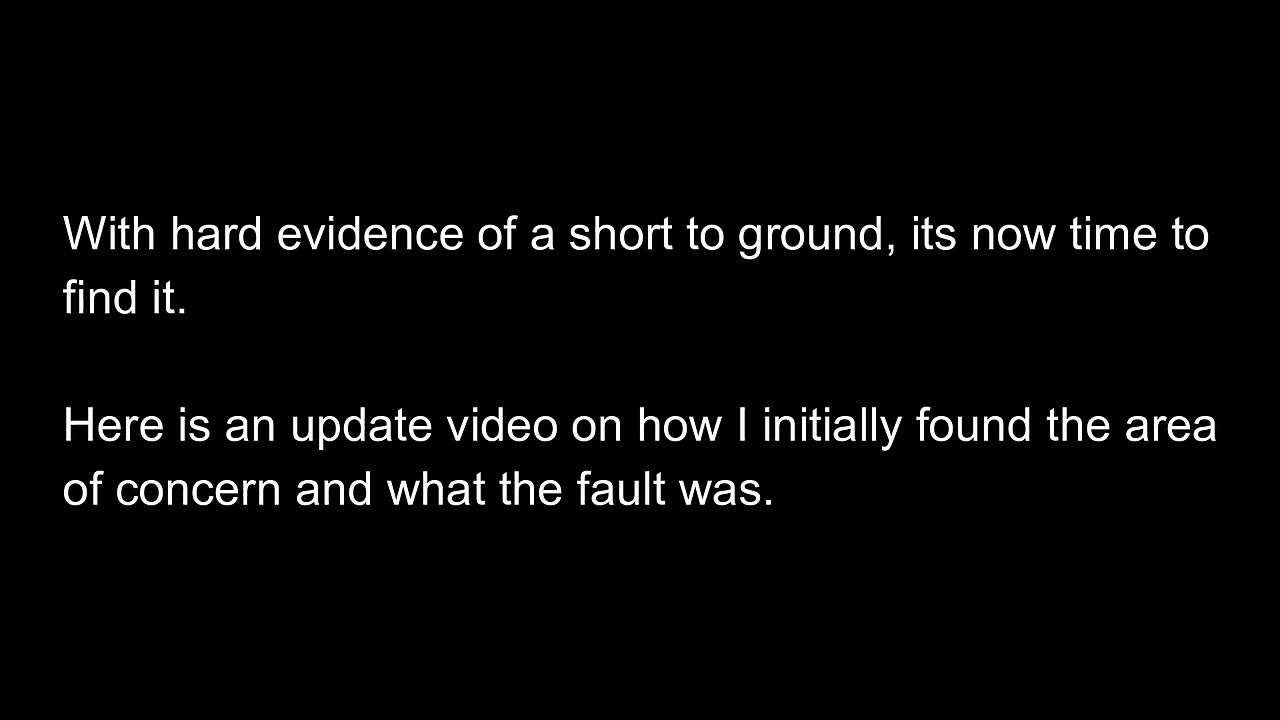 With hard evidence of a short to ground, its now time to
find it.
Here is an update video on how I initially found the area
of concern and what the fault was.